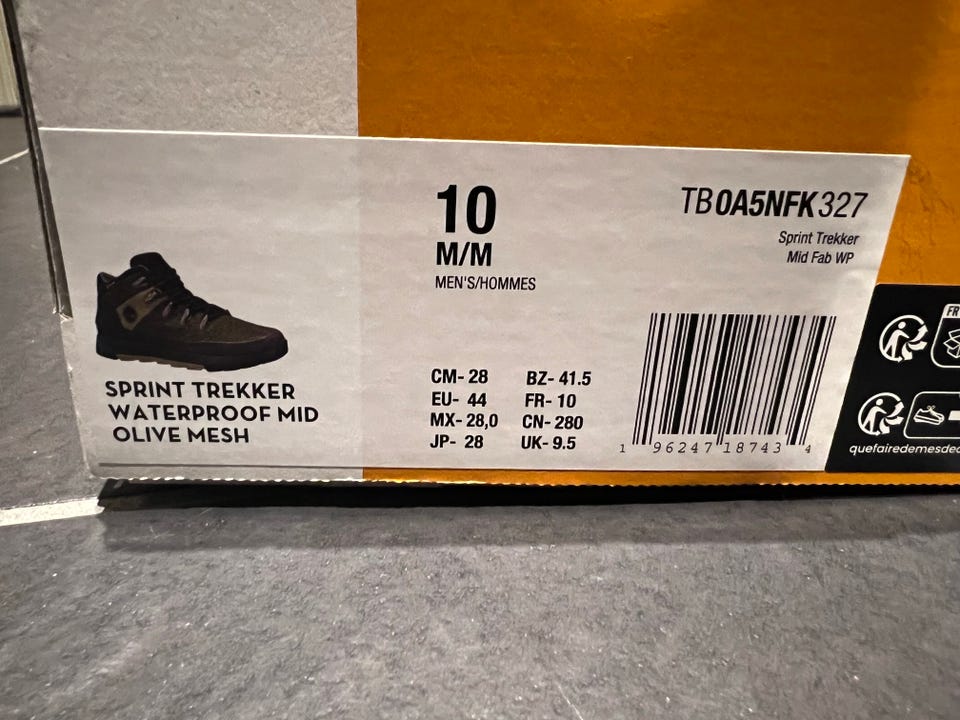 10
M/M
MEN'S/HOMMES
TB0A5NFK327
Sprint Trekker
Mid Fab WP
SPRINT TREKKER
WATERPROOF MID
OLIVE MESH
CM- 28 BZ- 41.5
EU- 44 FR- 10
MX- 28,0 CN- 280
JP- 28 UK- 9.5
1 96247 18743 4
FR
quefairedemesdec